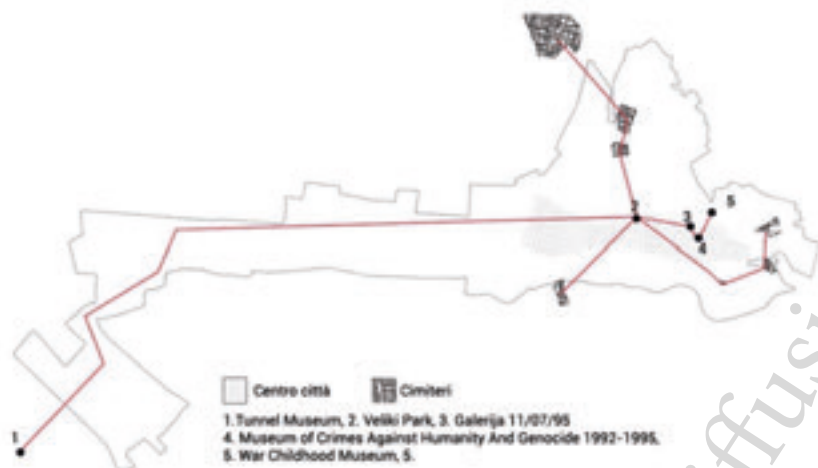 2
3
5
4
1
Centro città
Cimiteri
1.Tunnel Museum, 2. Veliki Park, 3. Galerija 11/07/95
4. Museum of Crimes Against Humanity And Genocide 1992-1995,
5. War Childhood Museum, 5.